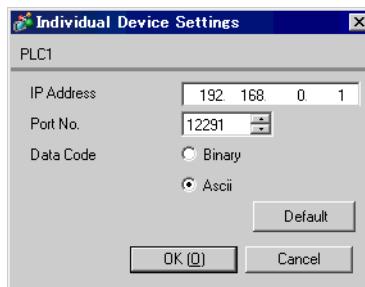 Individual Device Settings
PLC1
IP Address 192. 168. 0. 1
Port No. 12291
Data Code Binary
Ascii
Default
OK (O) Cancel